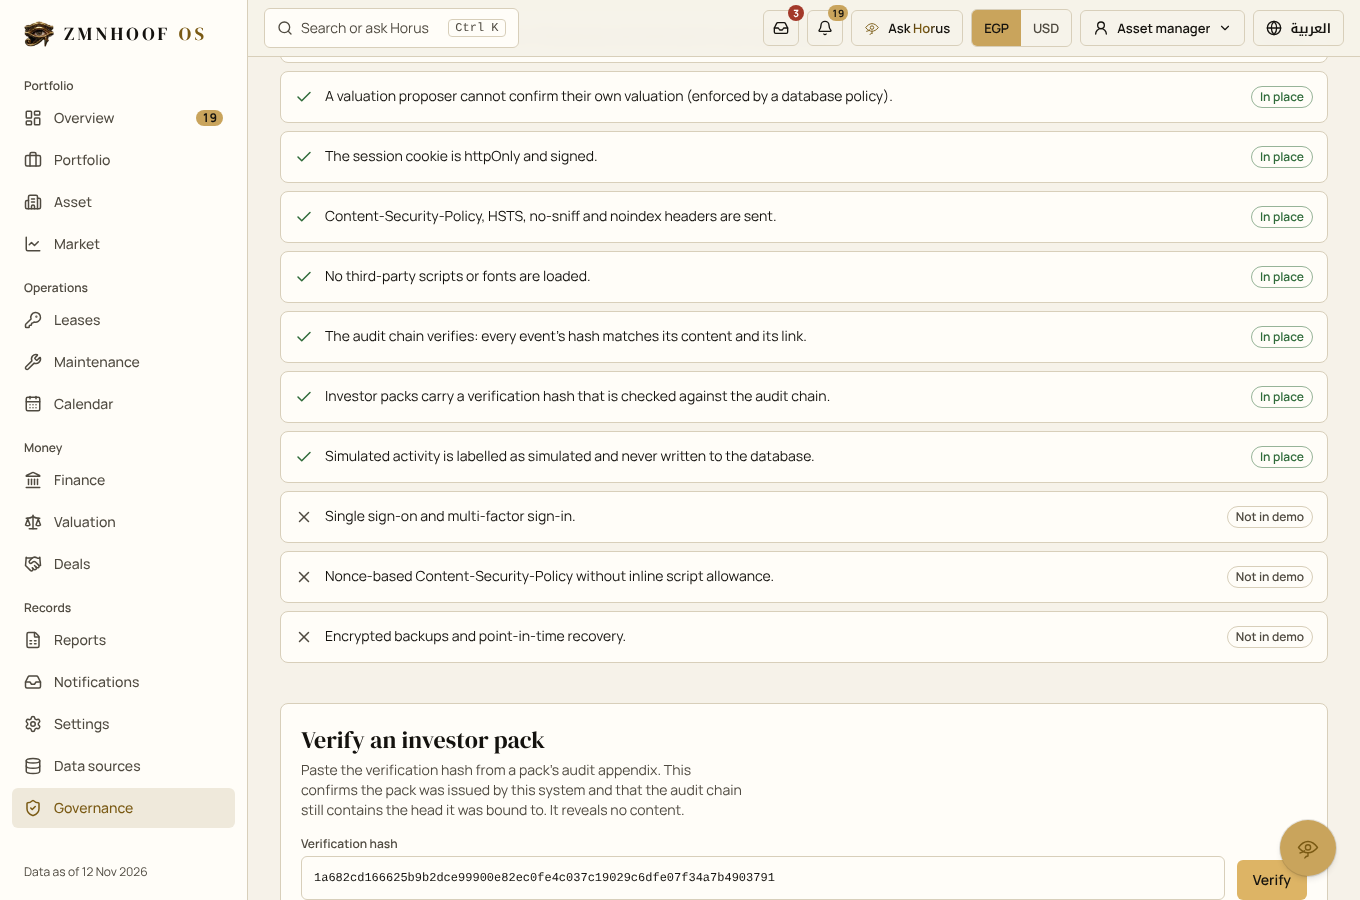 ZMNHOOF OS
Portfolio
Overview 19
Portfolio
Asset
Market
Operations
Leases
Maintenance
Calendar
Money
Finance
Valuation
Deals
Records
Reports
Notifications
Settings
Data sources
Governance
Data as of 12 Nov 2026
Search or ask Horus Ctrl K
3
19
Ask Horus
EGP USD
Asset manager
العربية
A valuation proposer cannot confirm their own valuation (enforced by a database policy). In place
The session cookie is httpOnly and signed. In place
Content-Security-Policy, HSTS, no-sniff and noindex headers are sent. In place
No third-party scripts or fonts are loaded. In place
The audit chain verifies: every event's hash matches its content and its link. In place
Investor packs carry a verification hash that is checked against the audit chain. In place
Simulated activity is labelled as simulated and never written to the database. In place
Single sign-on and multi-factor sign-in. Not in demo
Nonce-based Content-Security-Policy without inline script allowance. Not in demo
Encrypted backups and point-in-time recovery. Not in demo
Verify an investor pack
Paste the verification hash from a pack's audit appendix. This
confirms the pack was issued by this system and that the audit chain
still contains the head it was bound to. It reveals no content.
Verification hash
1a682cd166625b9b2dce99900e82ec0fe4c037c19029c6dfe07f34a7b4903791
Verify